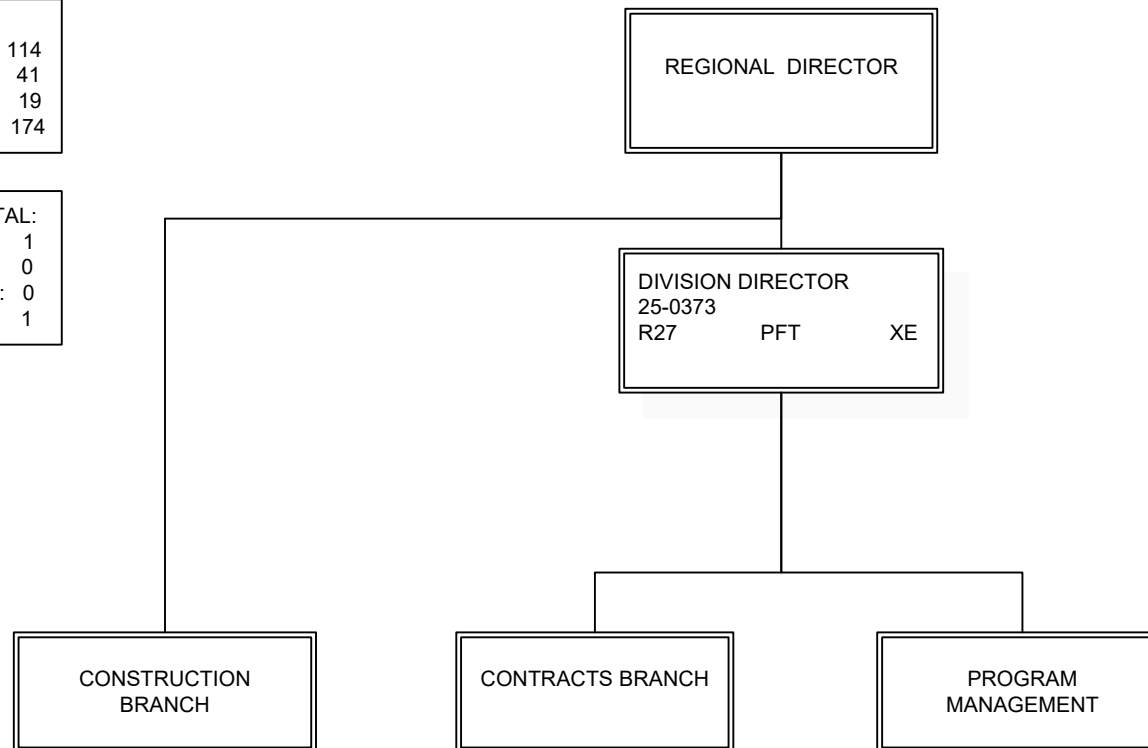 114
41
19
174
TAL:
1
0
: 0
1
REGIONAL DIRECTOR
DIVISION DIRECTOR
25-0373
R27 PFT XE
CONSTRUCTION
BRANCH
CONTRACTS BRANCH
PROGRAM
MANAGEMENT